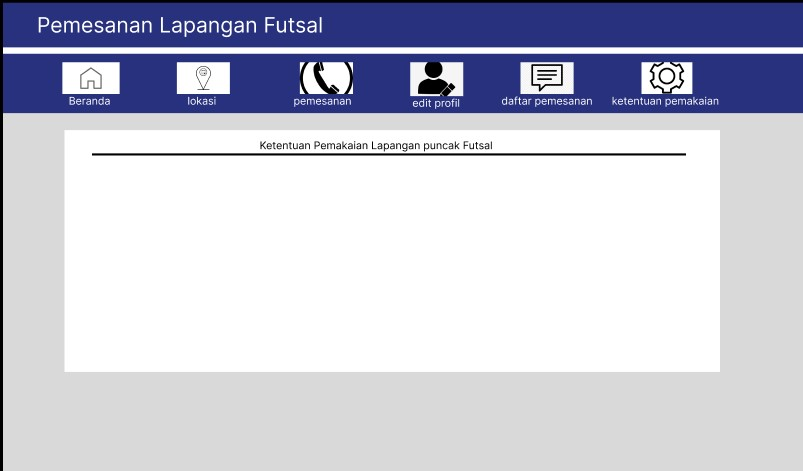 Pemesanan Lapangan Futsal
Beranda lokasi pemesanan edit profil daftar pemesanan ketentuan pemakaian
Ketentuan Pemakaian Lapangan puncak Futsal